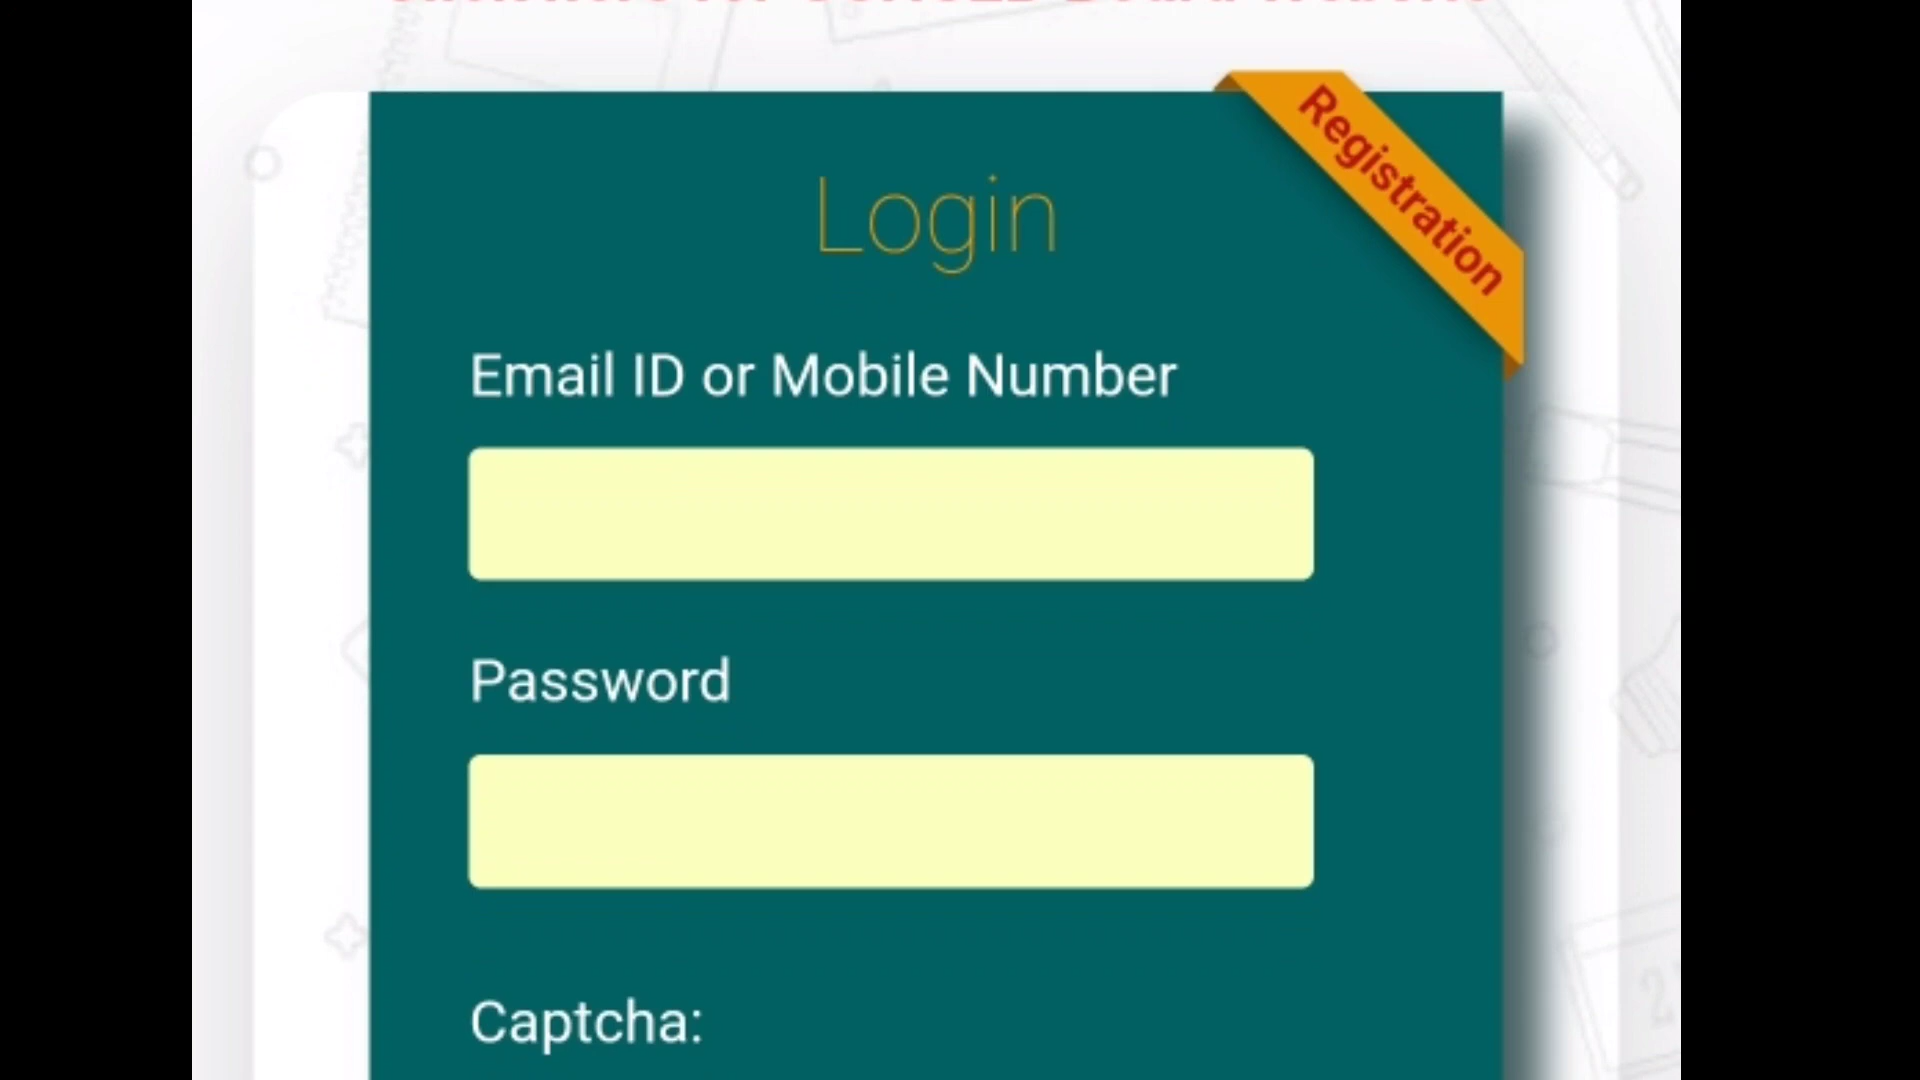 Login
Registration
Email ID or Mobile Number
Password
Captcha: